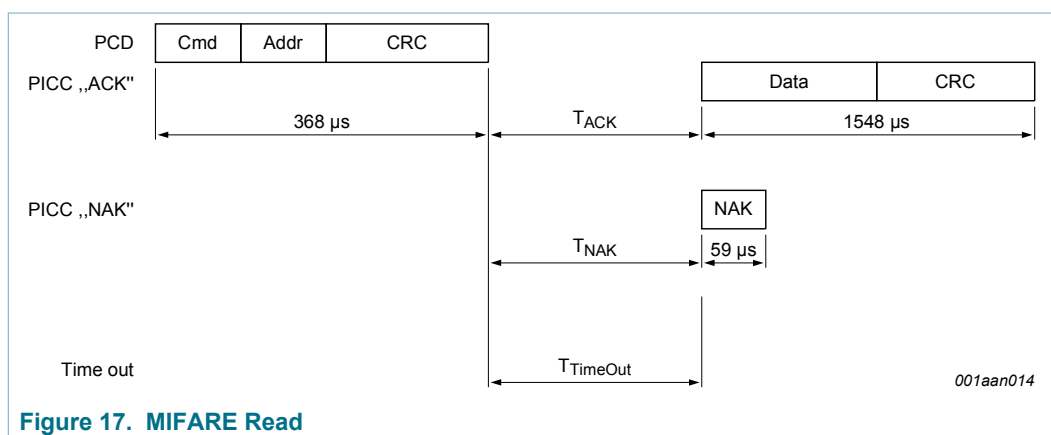 PCD Cmd Addr CRC
PICC ,,ACK" Data CRC
368 µs TACK 1548 µs
PICC ,,NAK" NAK
TNAK 59 µs
Time out TTimeOut 001aan014
Figure 17. MIFARE Read